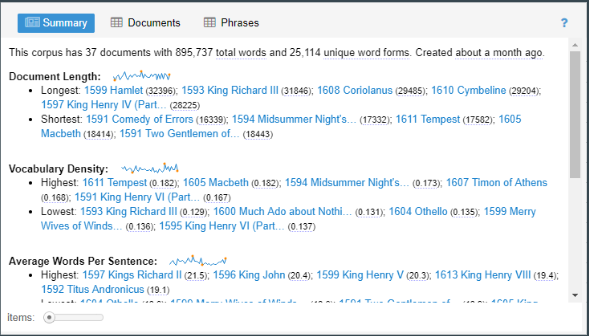 Summary Documents Phrases ?
This corpus has 37 documents with 895,737 total words and 25,114 unique word forms. Created about a month ago.
Document Length:
• Longest: 1599 Hamlet (32396); 1593 King Richard III (31846); 1608 Coriolanus (29485); 1610 Cymbeline (29204);
1597 King Henry IV (Part... (28225)
• Shortest: 1591 Comedy of Errors (16339); 1594 Midsummer Night's... (17332); 1611 Tempest (17582); 1605
Macbeth (18414); 1591 Two Gentlemen of... (18443)
Vocabulary Density:
• Highest: 1611 Tempest (0.182); 1605 Macbeth (0.182); 1594 Midsummer Night's... (0.173); 1607 Timon of Athens
(0.168); 1591 King Henry VI (Part... (0.167)
• Lowest: 1593 King Richard III (0.129); 1600 Much Ado about Nothi... (0.131); 1604 Othello (0.135); 1599 Merry
Wives of Winds... (0.136); 1595 King Henry VI (Part... (0.137)
Average Words Per Sentence:
• Highest: 1597 Kings Richard II (21.5); 1596 King John (20.4); 1599 King Henry V (20.3); 1613 King Henry VIII (19.4);
1592 Titus Andronicus (19.1)
items: